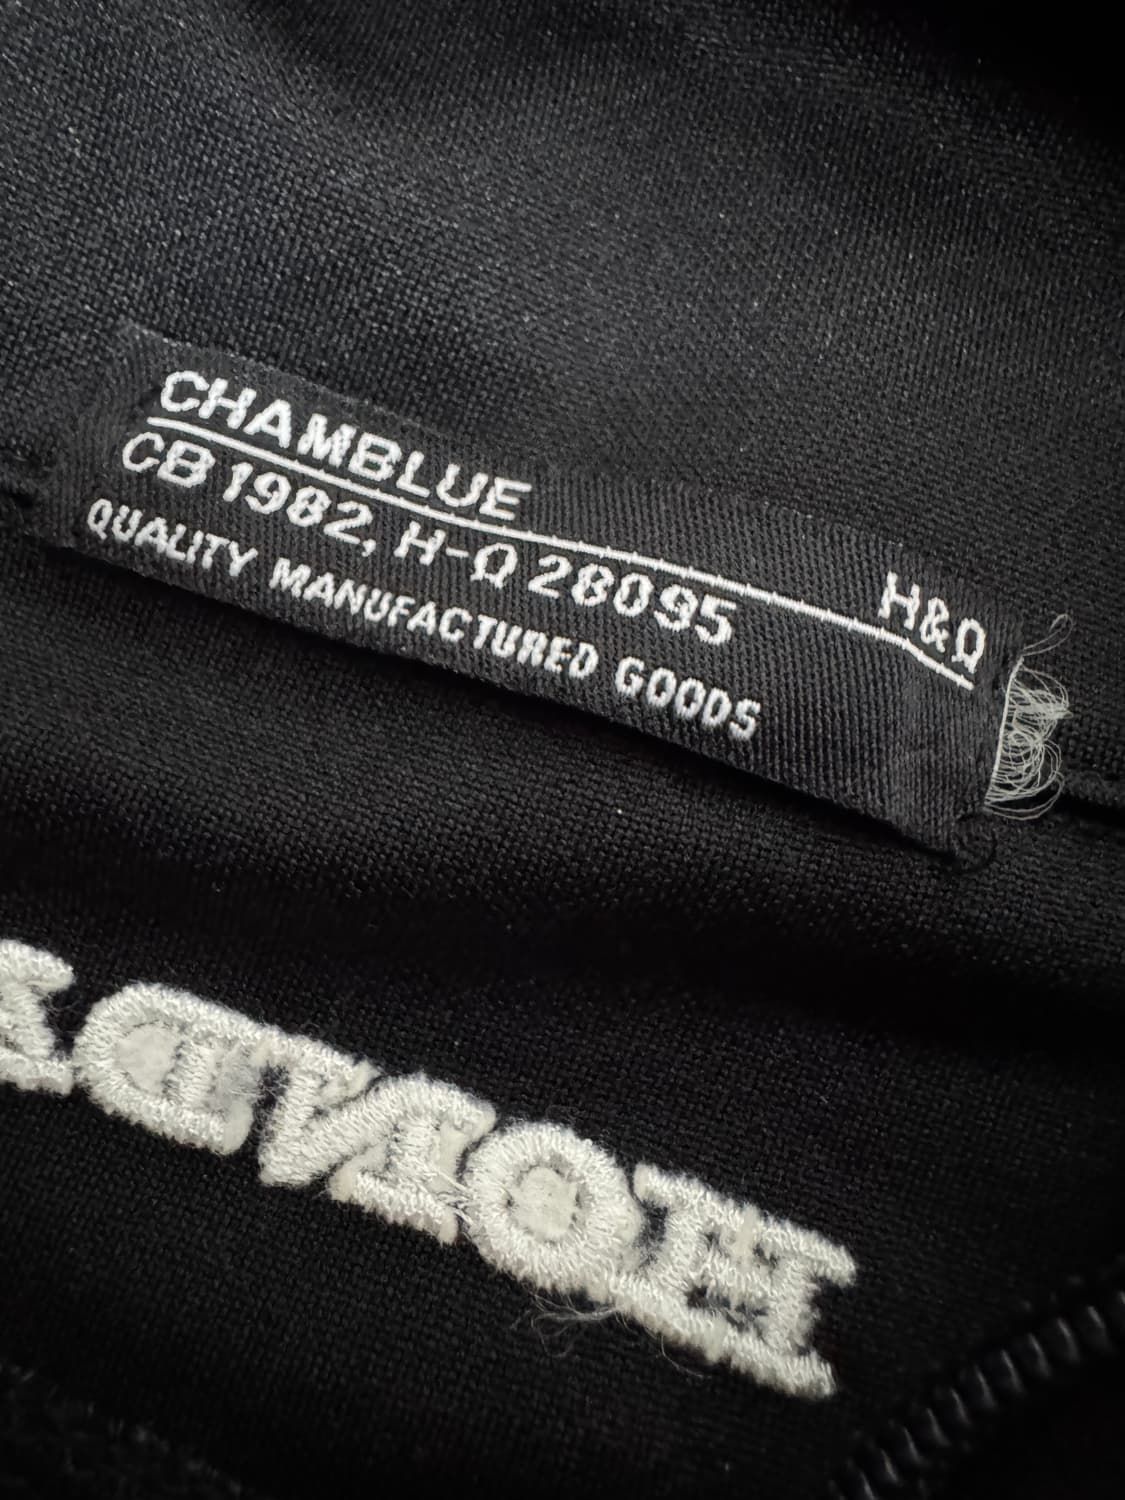 CHAMBLUE H&Ω
CB 1982, H-Ω 28095
QUALITY MANUFACTURED GOODS